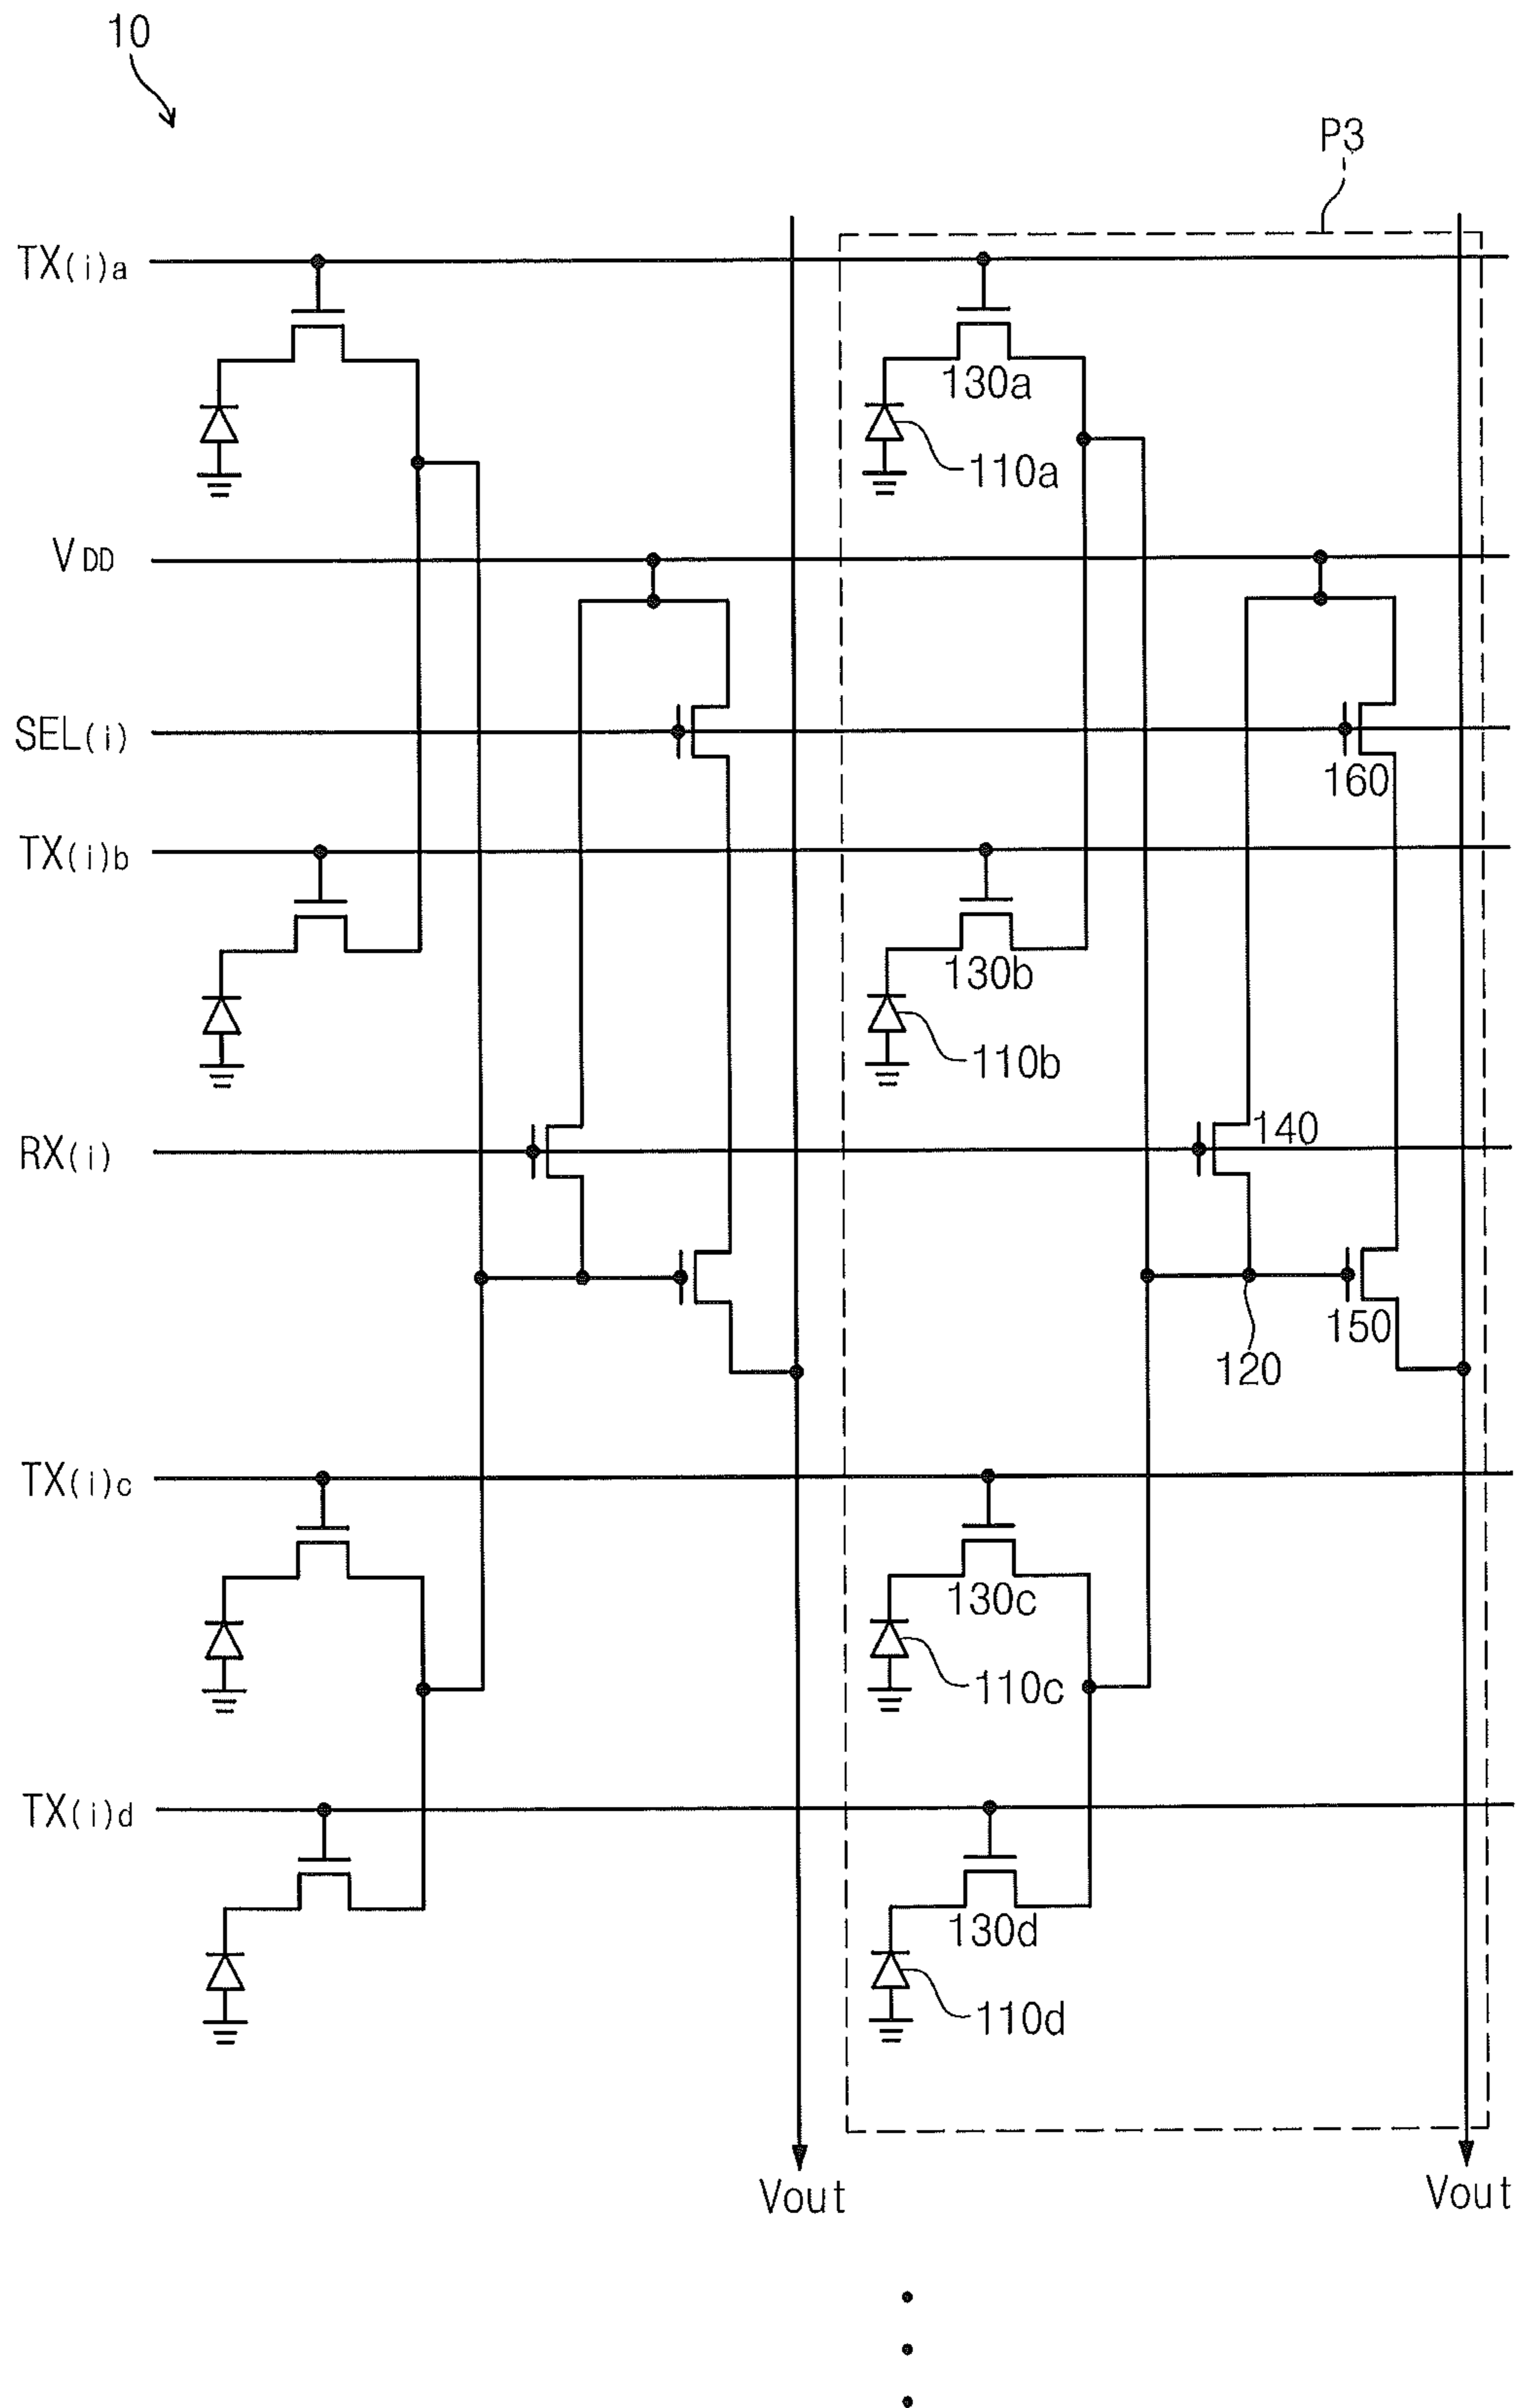 10
P3
TX(i)a
130a
110a
VDD
SEL(i)
160
TX(i)b
130b
110b
RX(i)
140
150
120
TX(i)c
130c
110c
TX(i)d
130d
110d
Vout
Vout